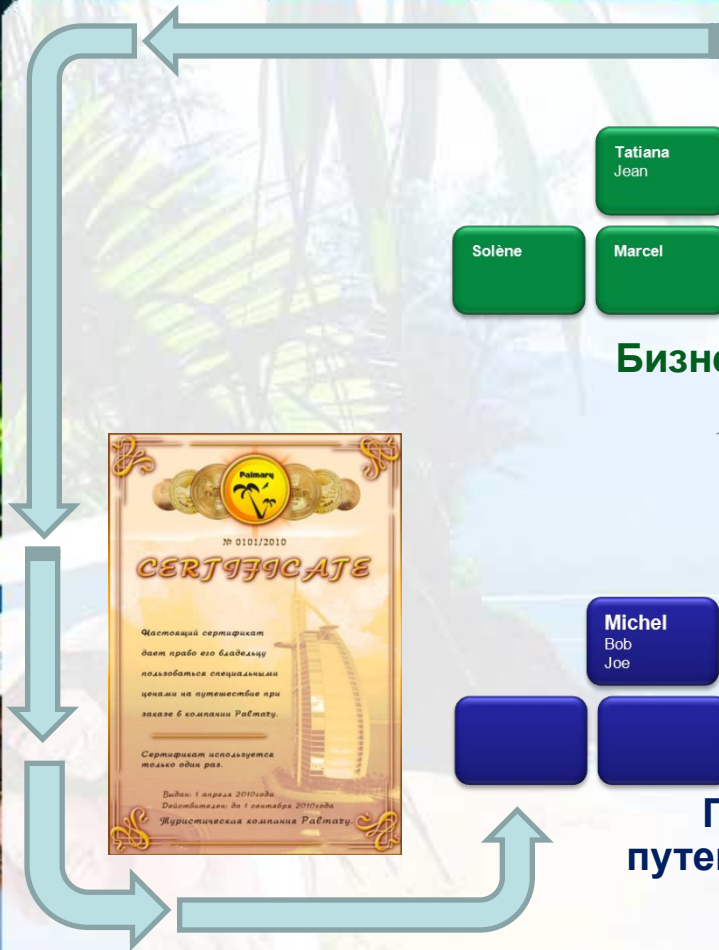 Tatiana
Jean
Solène
Marcel
Бизне
Palmary
№ 0101/2010
CERTIFICATE
Настоящий сертификат
дает право его владельцу
пользоваться специальными
ценами на путешествие при
заказе в компании Palmary.
Сертификат используется
только один раз.
Выдан: 1 апреля 2010года
Действителен: до 1 сентября 2010года
Туристическая компания Palmary.
Michel
Bob
Joe
П
путе